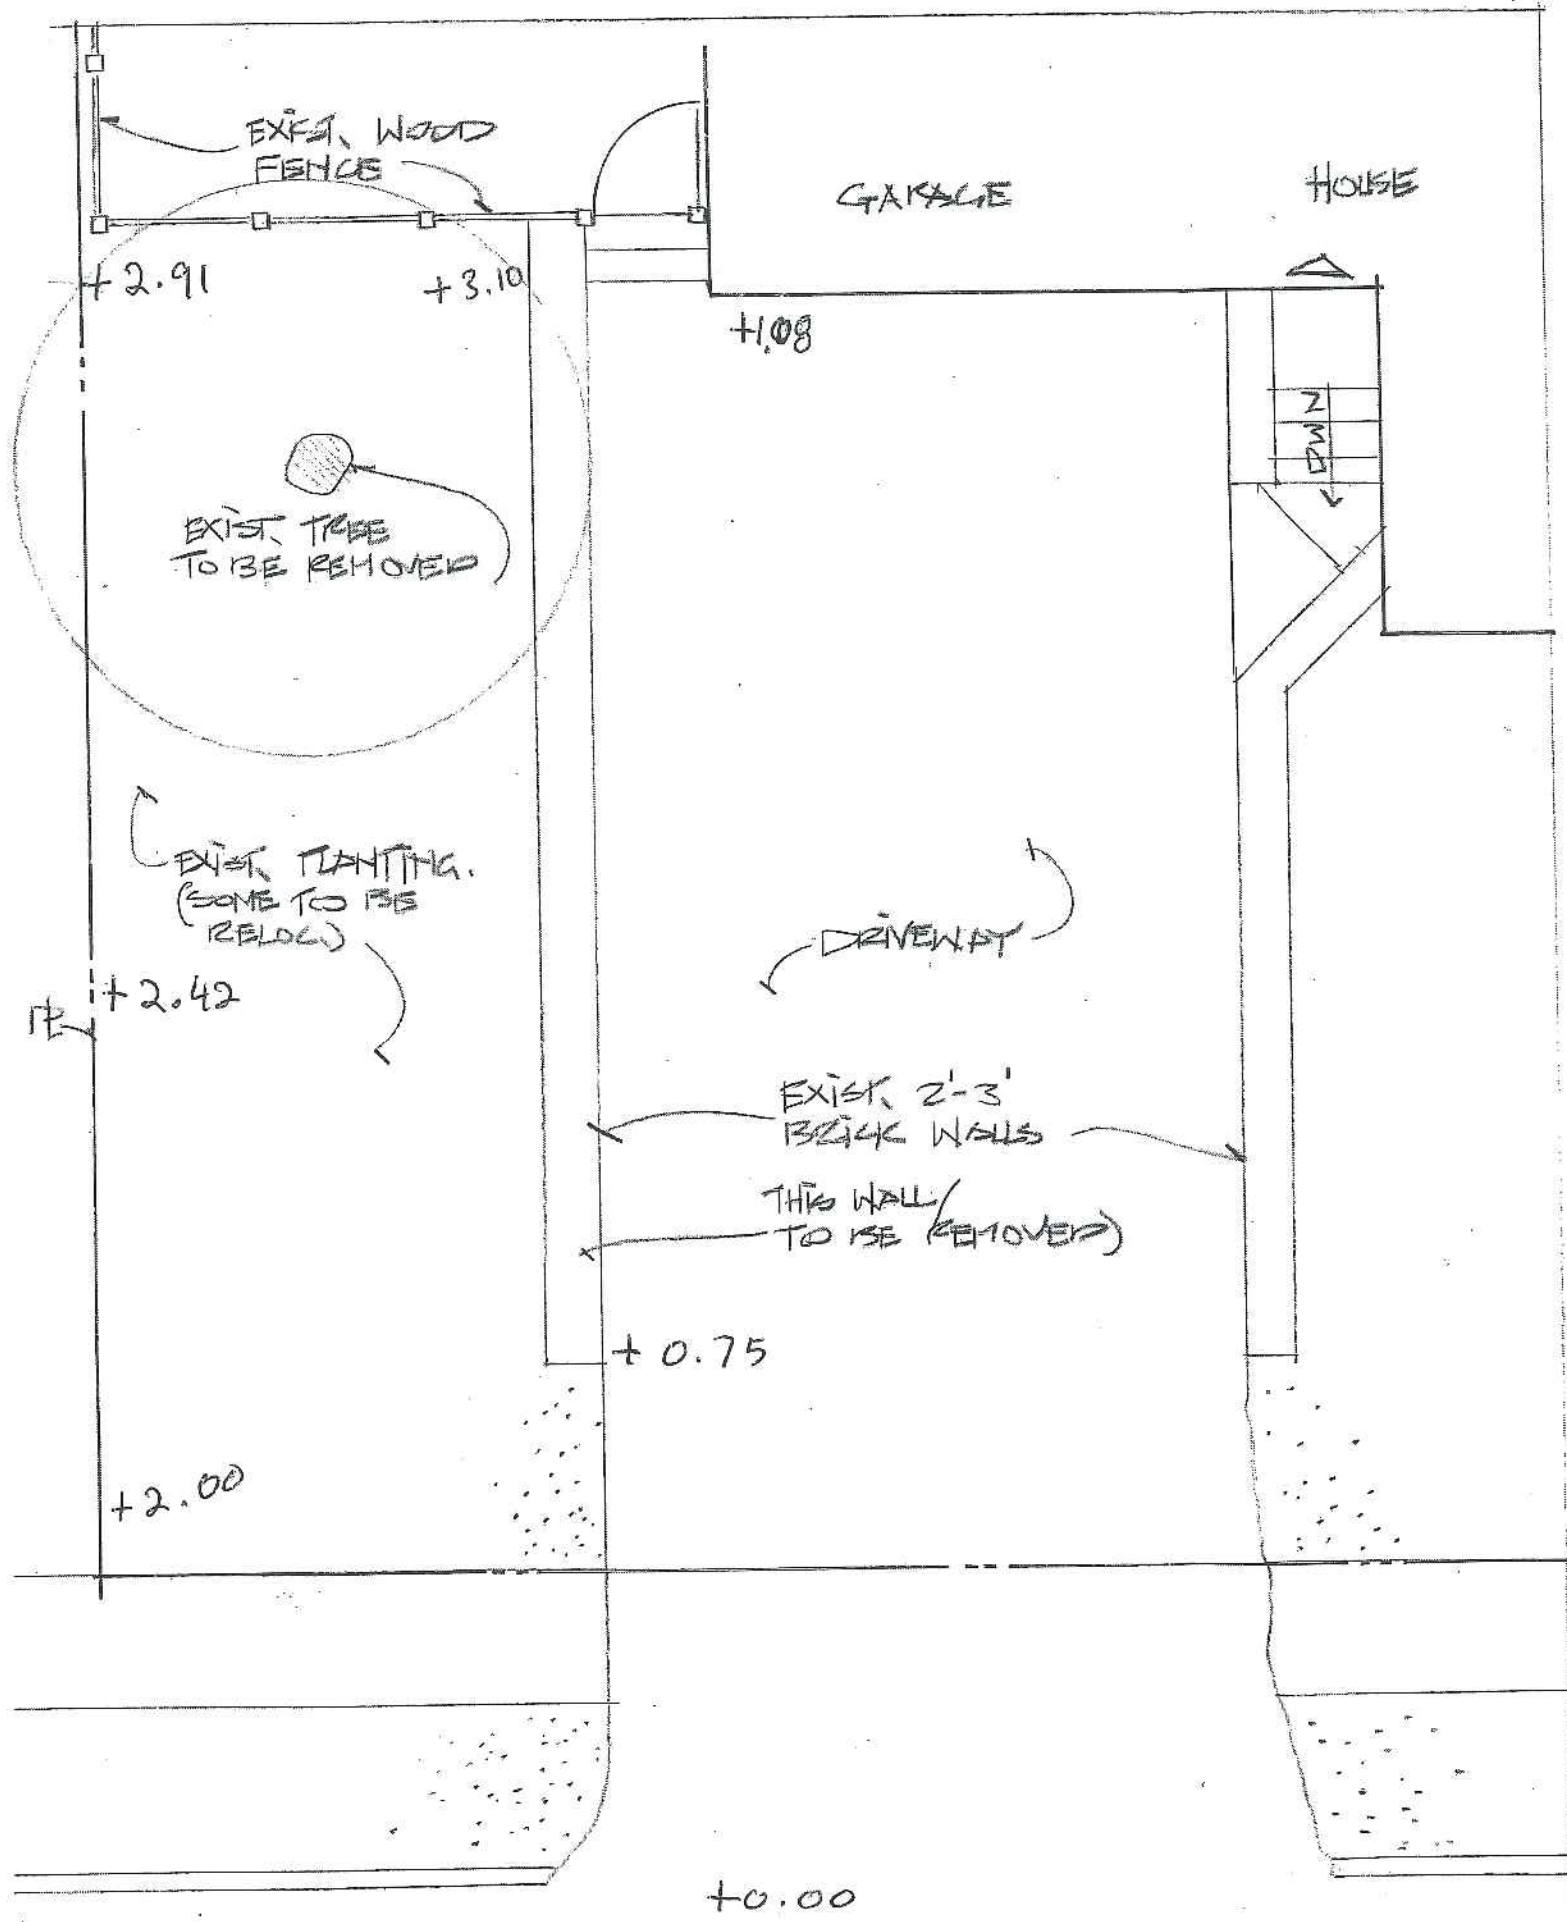 EXIST. WOOD
FENCE
GARAGE
HOUSE
+2.91
+3.10
+1.08
DWN
EXIST. TREE
TO BE REMOVED
EXIST. PLANTING.
(SOME TO BE
RELOC.)
DRIVEWAY
+2.42
PL
EXIST. 2'-3'
BRICK WALLS
THIS WALL
TO BE (REMOVED)
+0.75
+2.00
+0.00